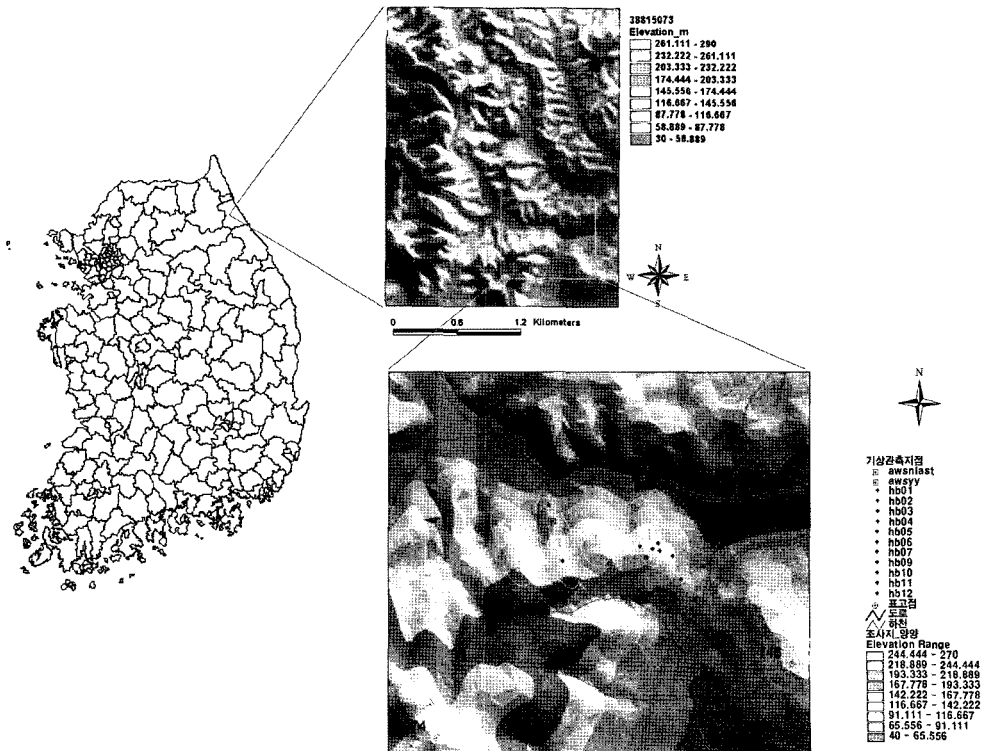 38815073
Elevation_m
261.111 - 290
232.222 - 261.111
203.333 - 232.222
174.444 - 203.333
145.556 - 174.444
116.667 - 145.556
87.778 - 116.667
58.889 - 87.778
30 - 58.889
N
W E
S
0 0.6 1.2 Kilometers
N
기상관측지점
awsnlast
awsyy
hb01
hb02
hb03
hb04
hb05
hb06
hb07
hb09
hb10
hb11
hb12
표고점
도로
하천
조사지_양양
Elevation Range
244.444 - 270
218.889 - 244.444
193.333 - 218.889
167.778 - 193.333
142.222 - 167.778
116.667 - 142.222
91.111 - 116.667
65.556 - 91.111
40 - 65.556